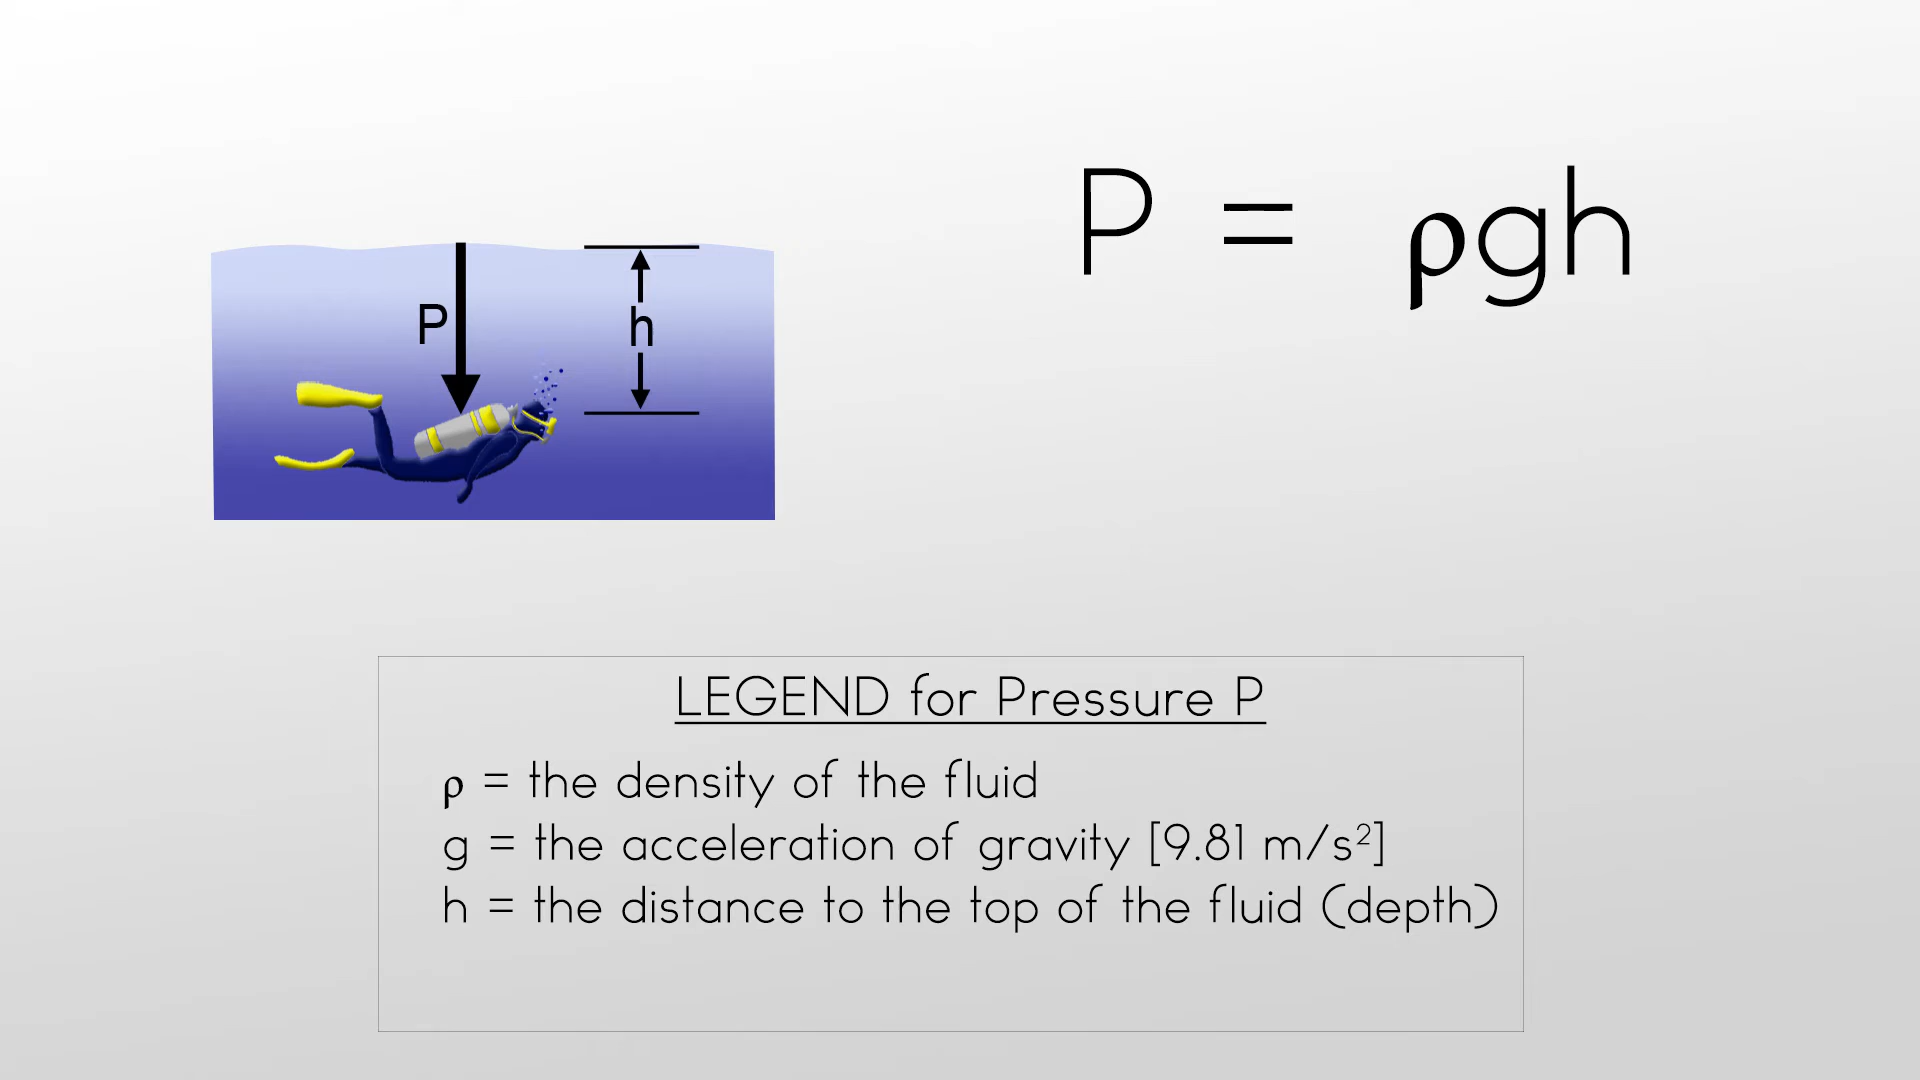 P = ρgh
P
h
LEGEND for Pressure P
ρ = the density of the fluid
g = the acceleration of gravity [9.81 m/s²]
h = the distance to the top of the fluid (depth)